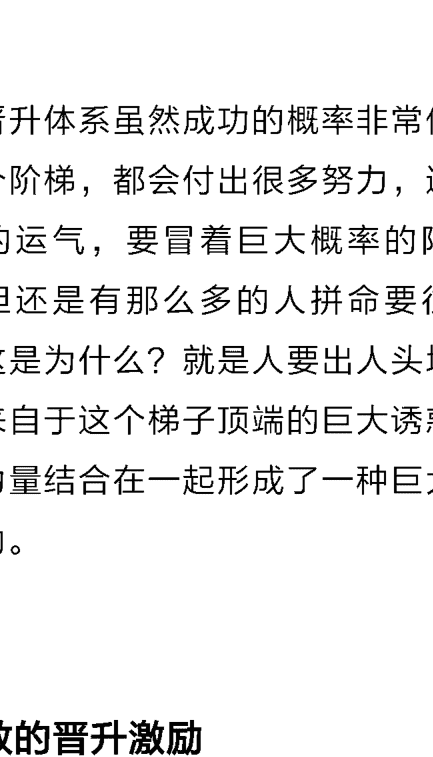 晋升体系虽然成功的概率非常
个阶梯，都会付出很多努力，
的运气，要冒着巨大概率的
但还是有那么多的人拼命要往
这是为什么？就是人要出人头
来自于这个梯子顶端的巨大诱惑
力量结合在一起形成了一种巨大
的晋升激励